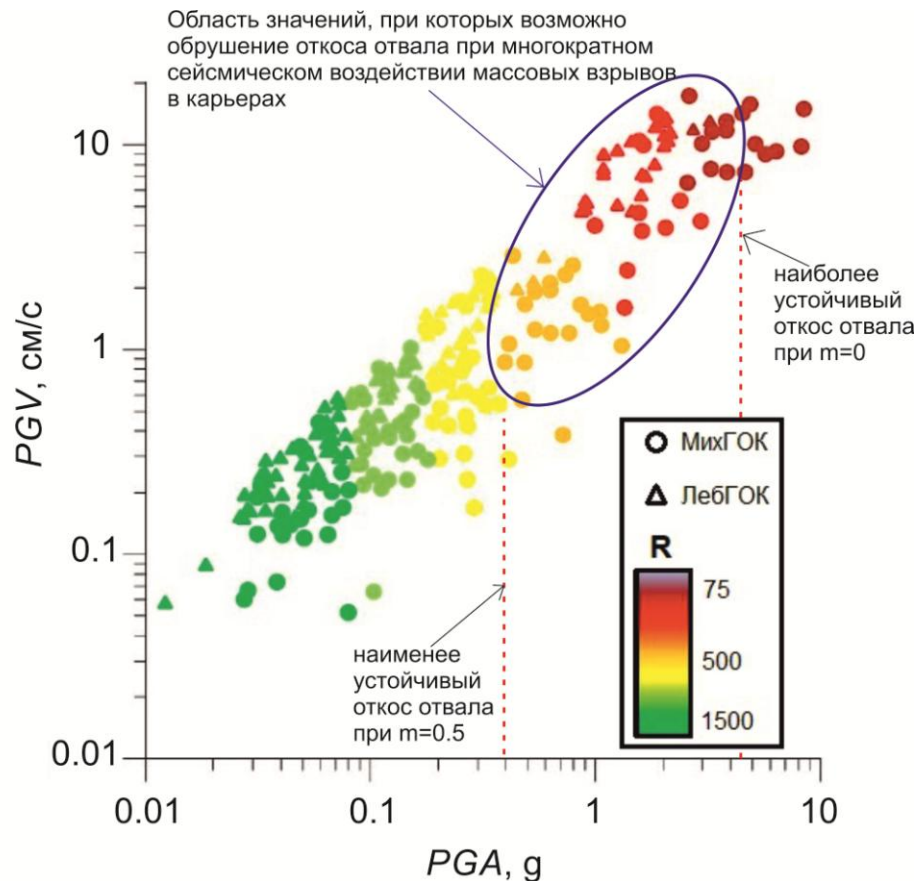 Область значений, при которых возможно
обрушение откоса отвала при многократном
сейсмическом воздействии массовых взрывов
в карьерах
10
1
0.1
0.01
PGV, см/с
наиболее
устойчивый
откос отвала
при m=0
МихГОК
ЛебГОК
R
75
500
1500
наименее
устойчивый
откос отвала
при m=0.5
0.01
0.1
1
10
PGA, g